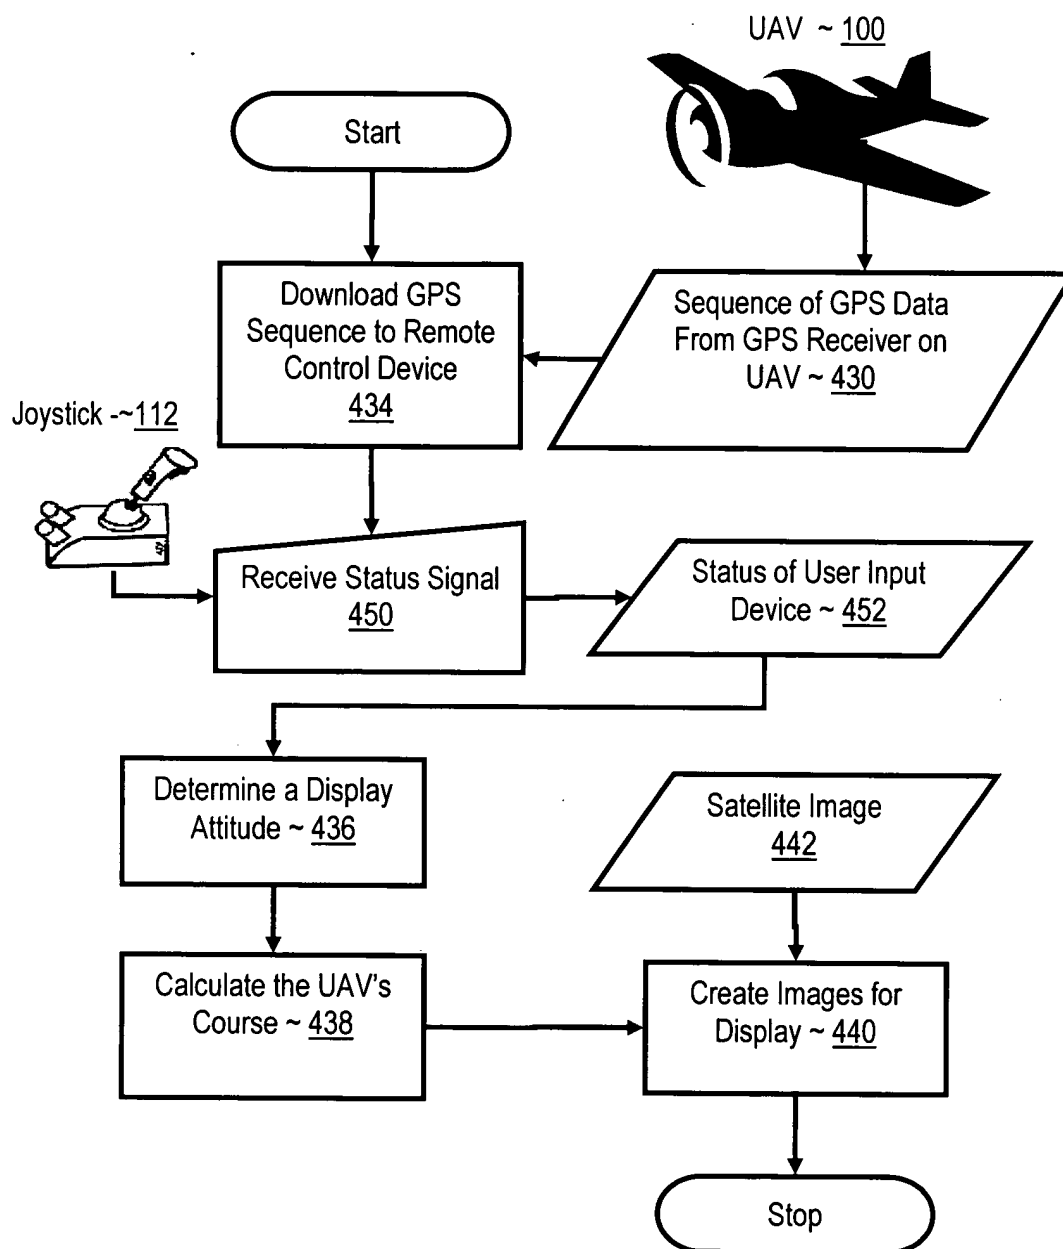 UAV ~ 100
Start
Download GPS
Sequence to Remote
Control Device
434
Sequence of GPS Data
From GPS Receiver on
UAV ~ 430
Joystick -~112
Receive Status Signal
450
Status of User Input
Device ~ 452
Determine a Display
Attitude ~ 436
Satellite Image
442
Calculate the UAV's
Course ~ 438
Create Images for
Display ~ 440
Stop